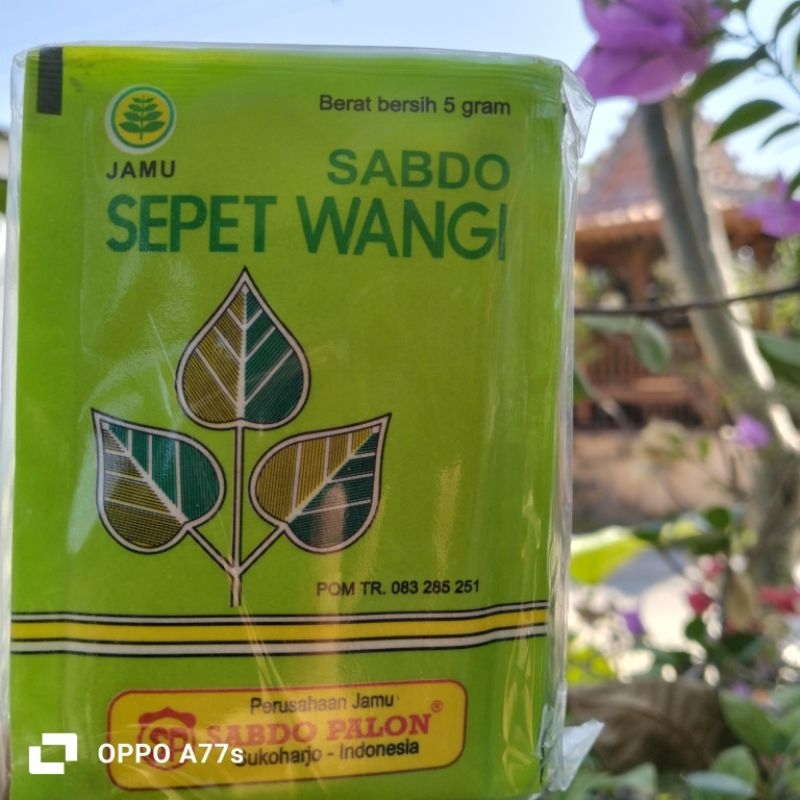 Berat bersih 5 gram
JAMU
SABDO
SEPET WANGI
POM TR. 083 285 251
Perusahaan Jamu
SP SABDO PALON®
Sukoharjo - Indonesia
OPPO A77s